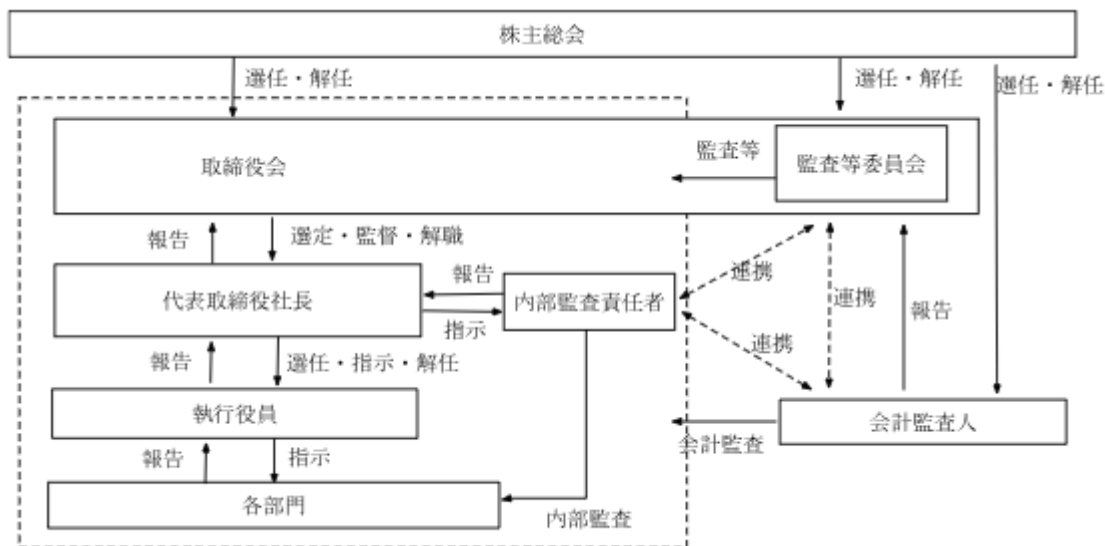 株主総会
選任・解任
選任・解任
選任・解任
取締役会
監査等
監査等委員会
報告
選定・監督・解職
代表取締役社長
報告
指示
内部監査責任者
連携
連携
連携
報告
報告
選任・指示・解任
執行役員
会計監査人
会計監査
報告
指示
各部門
内部監査